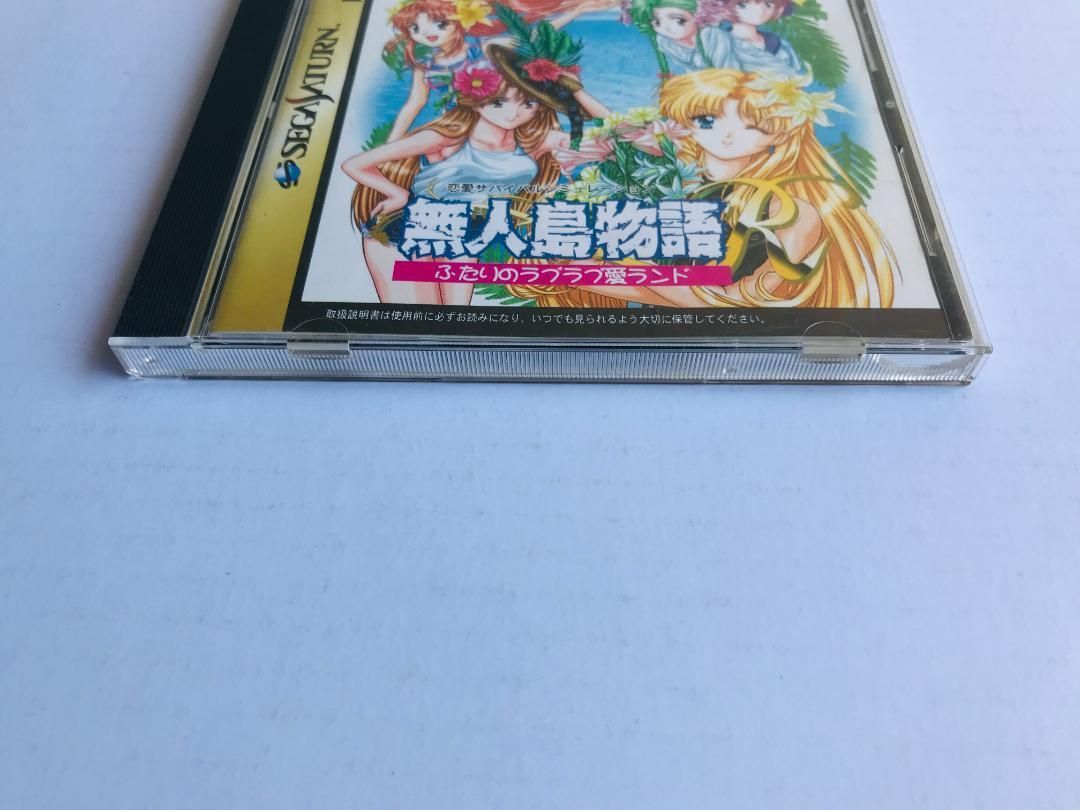 SEGA SATURN
恋愛サバイバルシミュレーション
無人島物語R
ふたりのラブラブ愛ランド
取扱説明書は使用前に必ずお読みになり、いつでも見られるよう大切に保管してください。